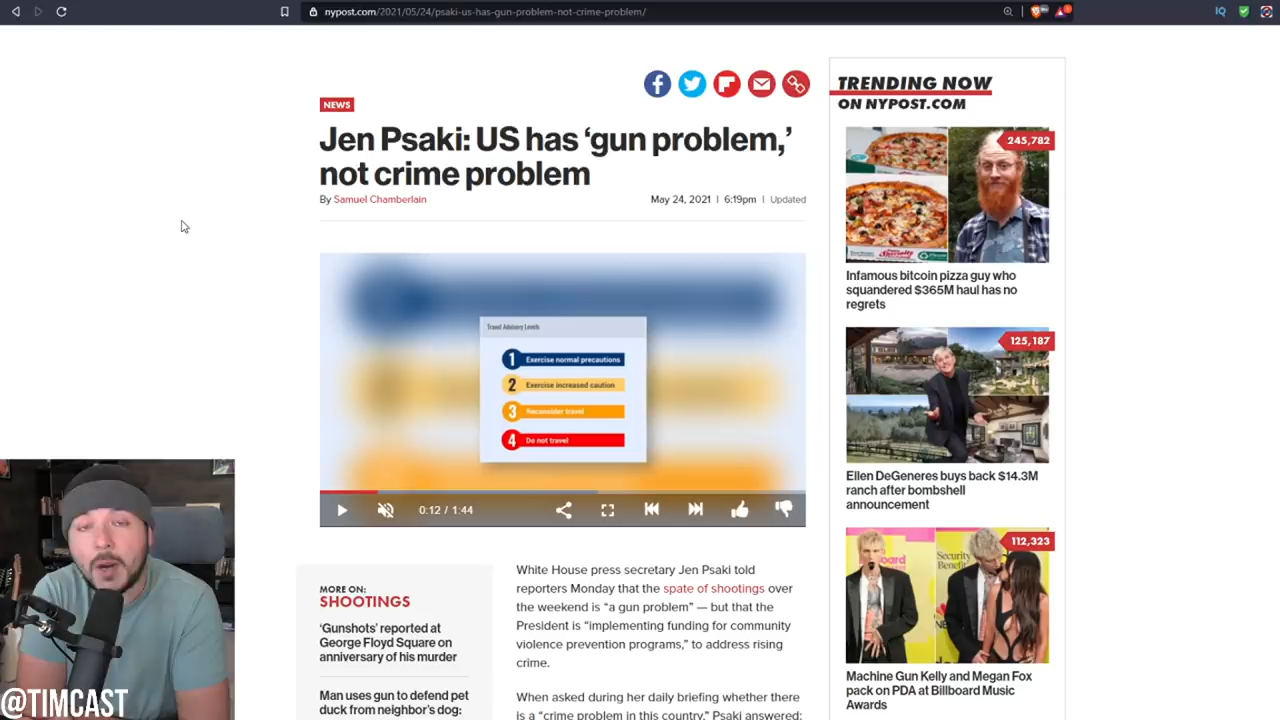 nypost.com/2021/05/24/psaki-us-has-gun-problem-not-crime-problem/
IQ
NEWS
Jen Psaki: US has ‘gun problem,’
not crime problem
By Samuel Chamberlain
May 24, 2021 | 6:19pm | Updated
Travel Advisory Levels
1 Exercise normal precautions
2 Exercise increased caution
3 Reconsider travel
4 Do not travel
0:12 / 1:44
MORE ON:
SHOOTINGS
‘Gunshots’ reported at
George Floyd Square on
anniversary of his murder
Man uses gun to defend pet
duck from neighbor’s dog:
White House press secretary Jen Psaki told
reporters Monday that the spate of shootings over
the weekend is “a gun problem” — but that the
President is “implementing funding for community
violence prevention programs,” to address rising
crime.
When asked during her daily briefing whether there
is a “crime problem in this country,” Psaki answered:
TRENDING NOW
ON NYPOST.COM
245,782
Infamous bitcoin pizza guy who
squandered $365M haul has no
regrets
125,187
Ellen DeGeneres buys back $14.3M
ranch after bombshell
announcement
112,323
Machine Gun Kelly and Megan Fox
pack on PDA at Billboard Music
Awards
@TIMCAST